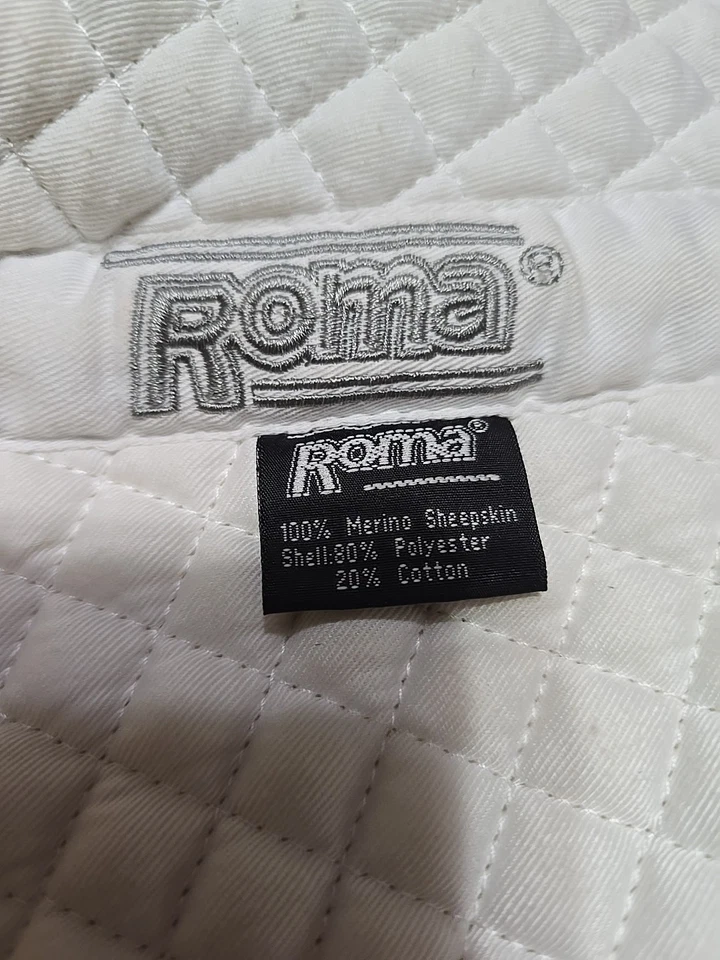 Roma®
Roma®
100% Merino Sheepskin
Shell:80% Polyester
20% Cotton